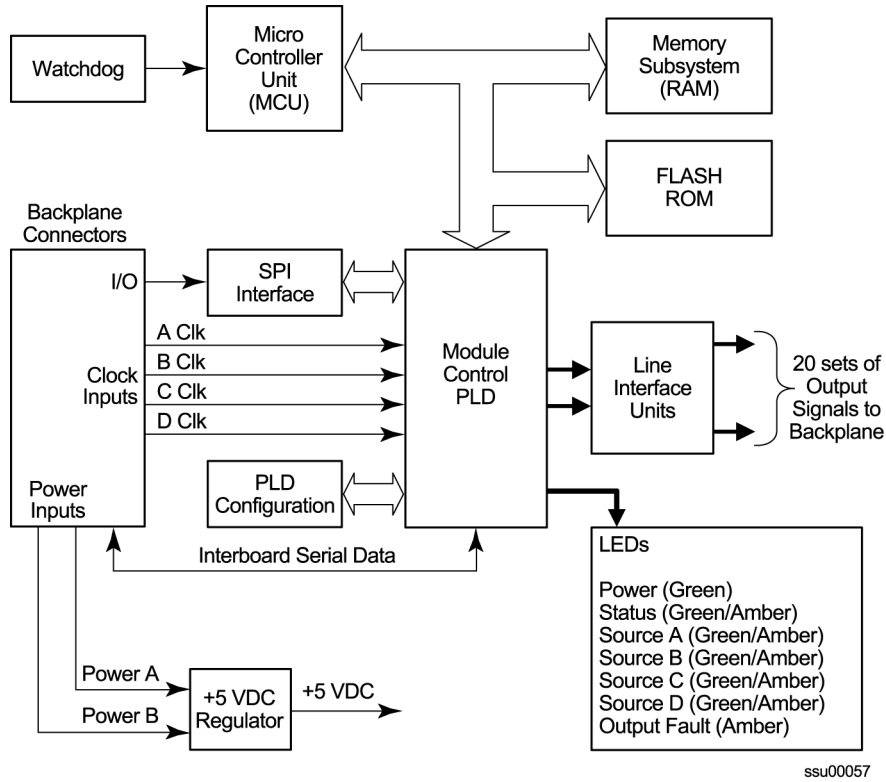 Watchdog
Micro
Controller
Unit
(MCU)
Memory
Subsystem
(RAM)
FLASH
ROM
Backplane
Connectors
I/O
SPI
Interface
A Clk
B Clk
C Clk
D Clk
Clock
Inputs
Module
Control
PLD
Line
Interface
Units
20 sets of
Output
Signals to
Backplane
PLD
Configuration
Power
Inputs
Interboard Serial Data
LEDs
Power (Green)
Status (Green/Amber)
Source A (Green/Amber)
Source B (Green/Amber)
Source C (Green/Amber)
Source D (Green/Amber)
Output Fault (Amber)
Power A
Power B
+5 VDC
Regulator
+5 VDC
ssu00057